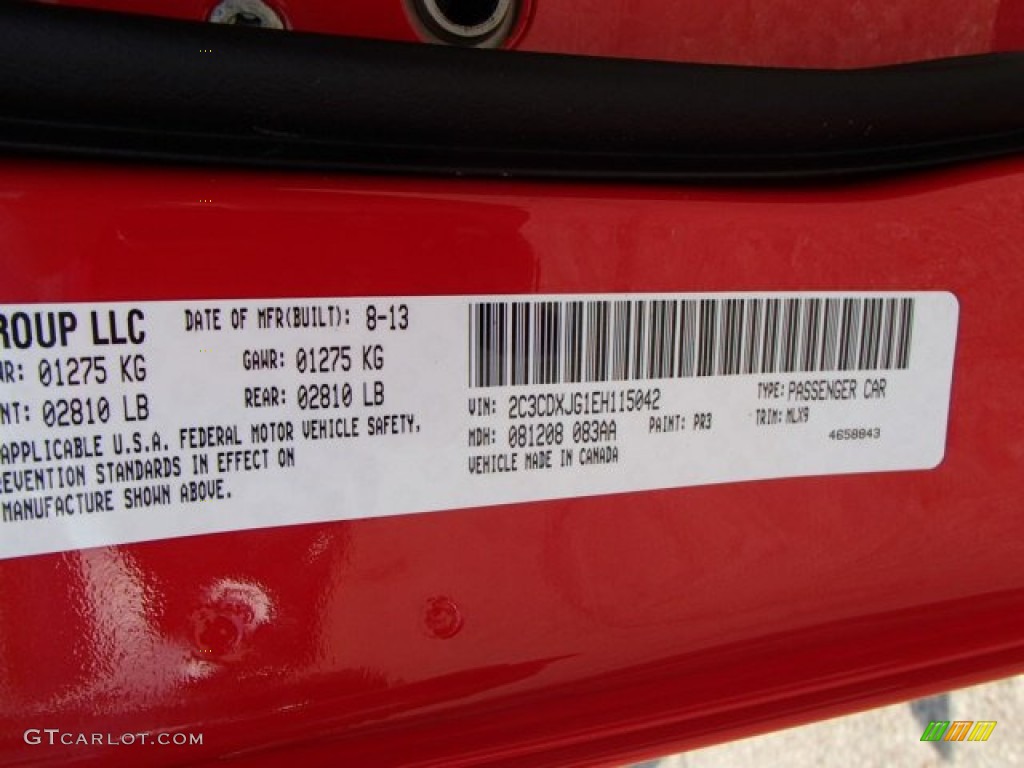 ROUP LLC DATE OF MFR(BUILT): 8-13
WR: 01275 KG GAWR: 01275 KG
NT: 02810 LB REAR: 02810 LB
APPLICABLE U.S.A. FEDERAL MOTOR VEHICLE SAFETY,
EVENTION STANDARDS IN EFFECT ON
MANUFACTURE SHOWN ABOVE.
VIN: 2C3CDXJG1EH115042 TYPE: PASSENGER CAR
MDH: 081208 083AA PAINT: PR3 TRIM: MLX9
VEHICLE MADE IN CANADA 4658843
GTCARLOT.COM